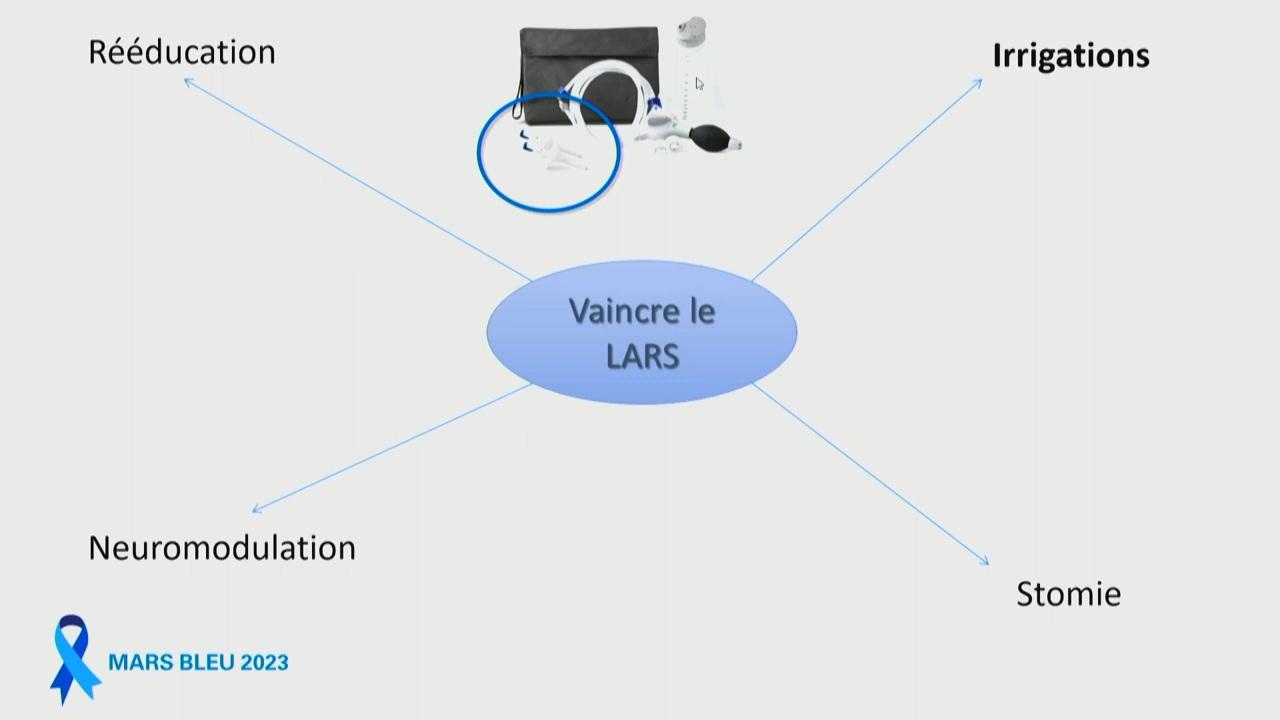 Rééducation
Irrigations
Vaincre le
LARS
Neuromodulation
Stomie
MARS BLEU 2023